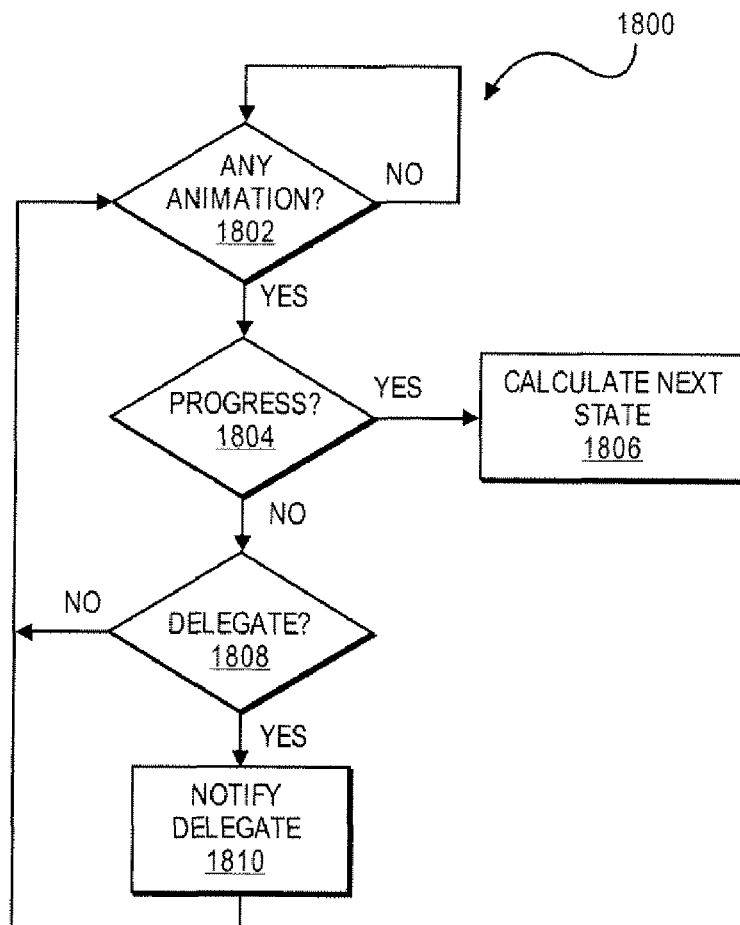 1800
ANY
ANIMATION?
1802
NO
YES
PROGRESS?
1804
YES
CALCULATE NEXT
STATE
1806
NO
DELEGATE?
1808
NO
YES
NOTIFY
DELEGATE
1810